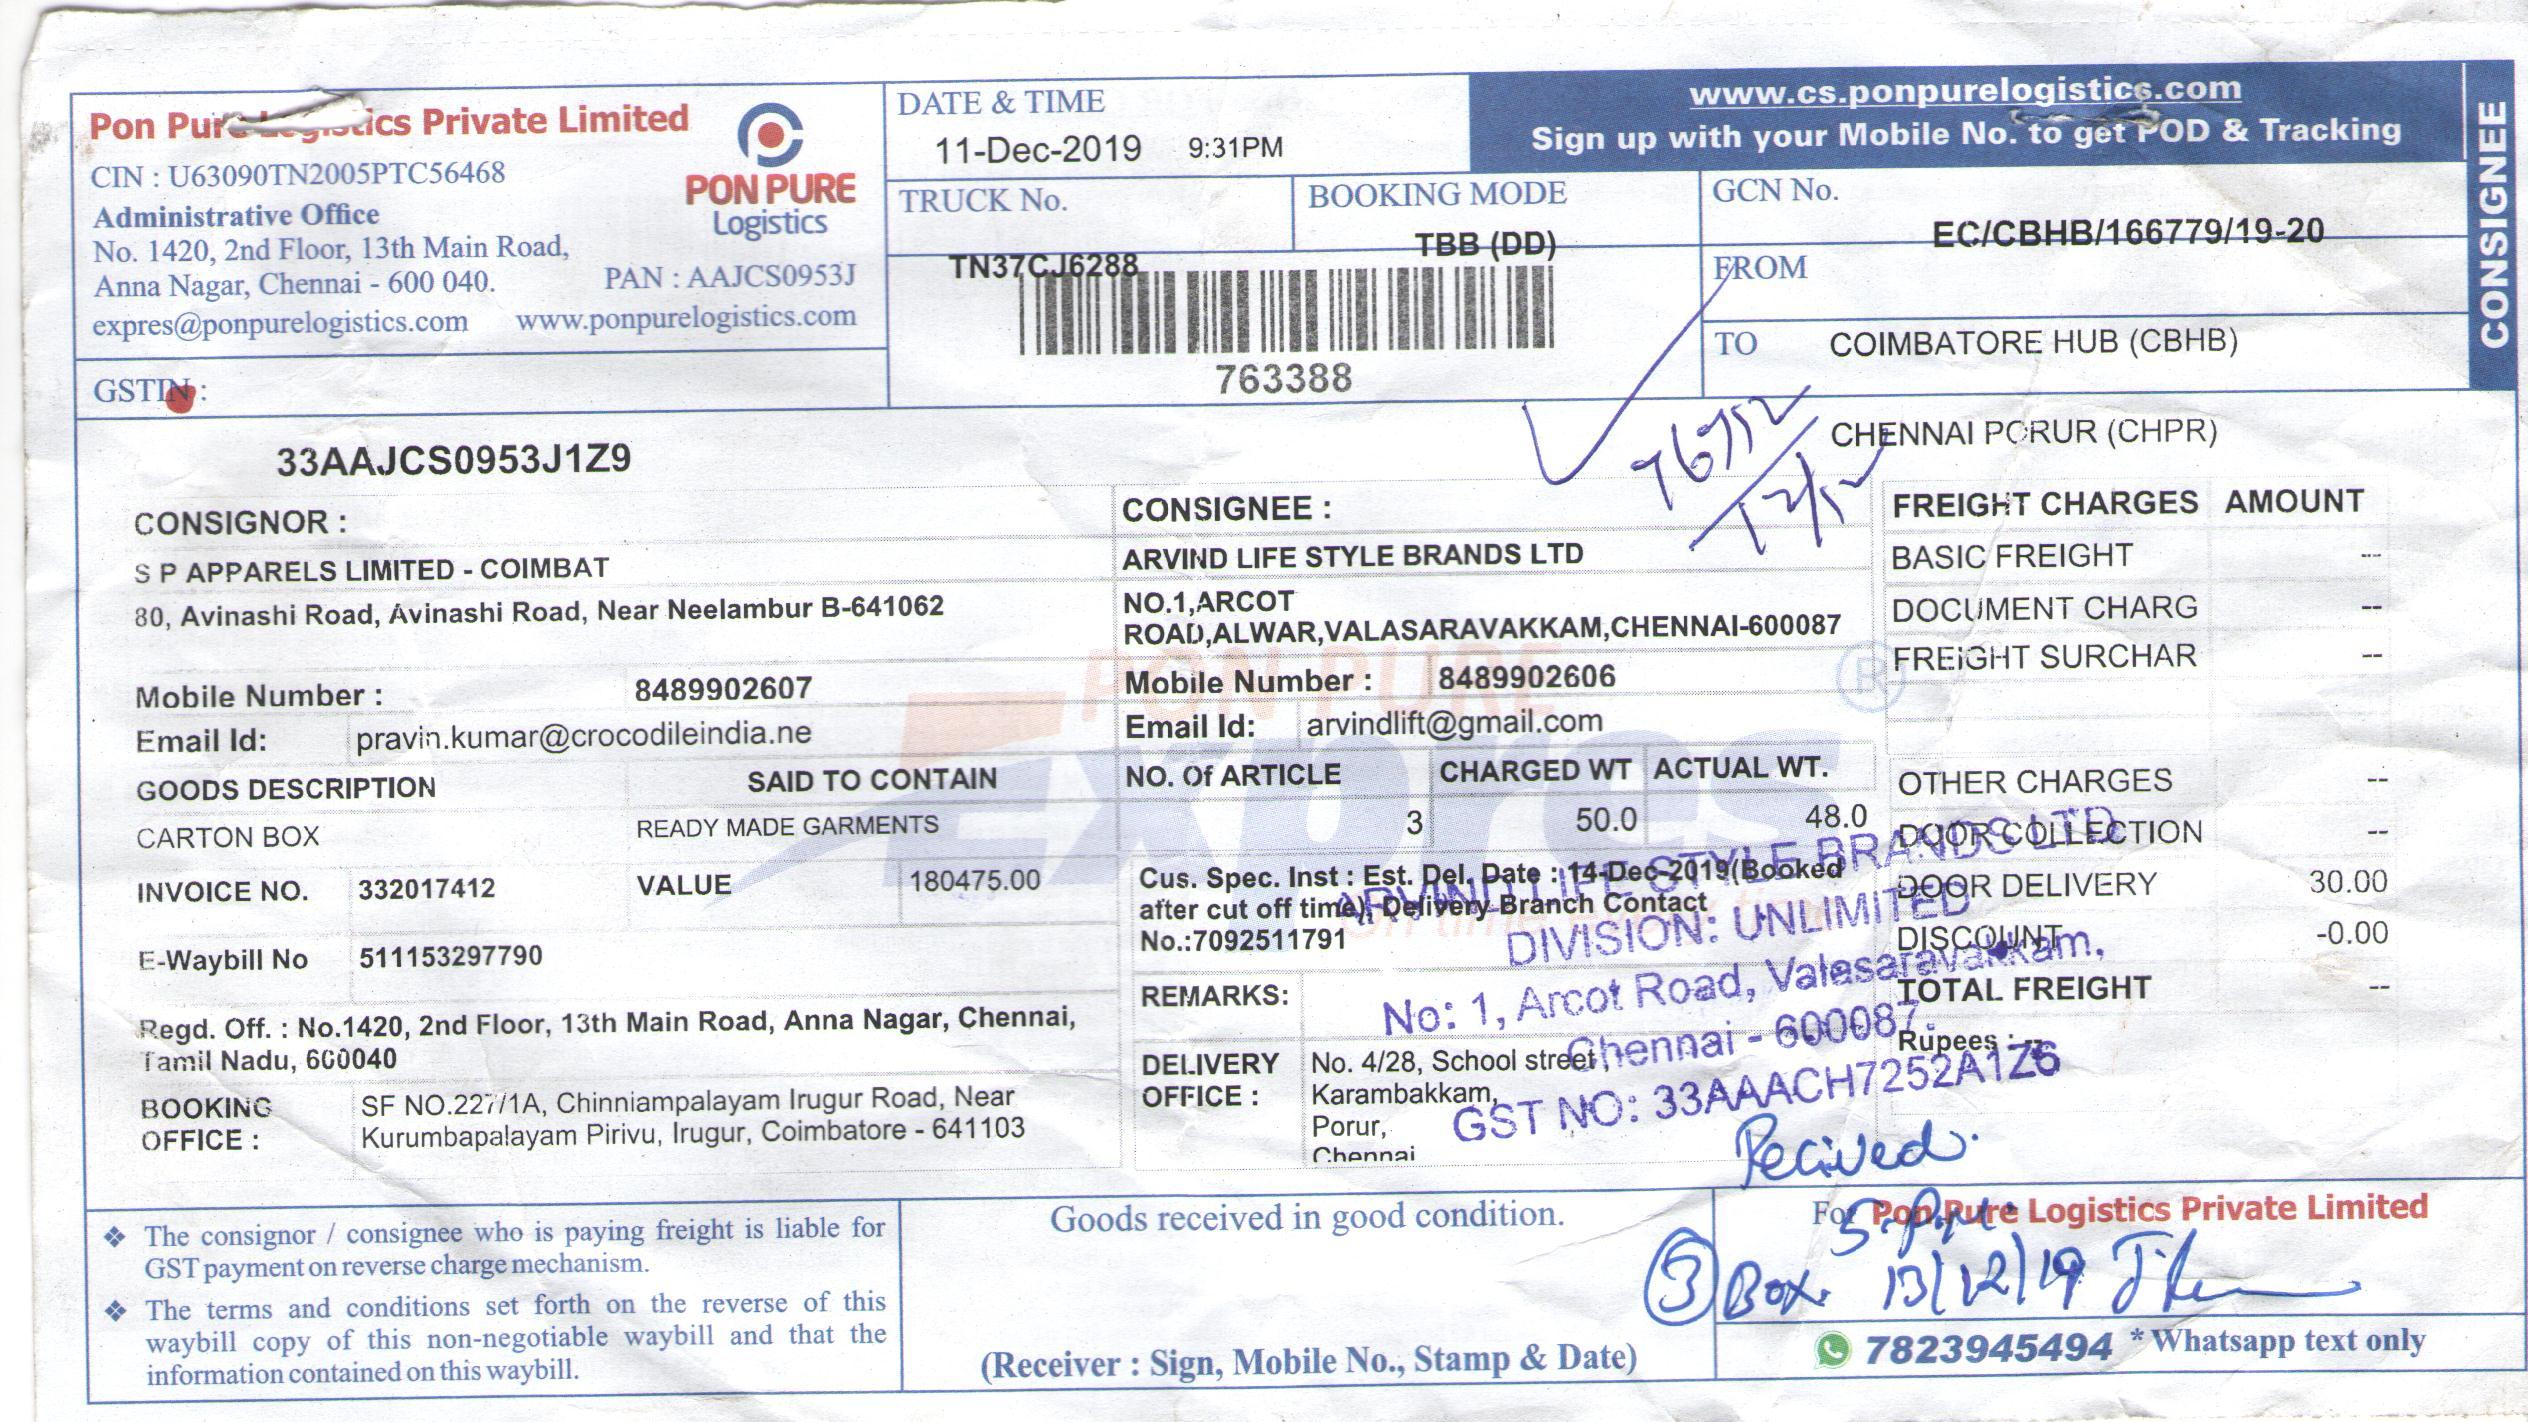 Pon Pure Logistics Private Limited
CIN : U63090TN2005PTC56468
Administrative Office
No. 1420, 2nd Floor, 13th Main Road,
Anna Nagar, Chennai - 600 040.
PAN : AAJCS0953J
expres@ponpurelogistics.com www.ponpurelogistics.com
PON PURE
Logistics
GSTIN :
33AAJCS0953J1Z9
DATE & TIME
11-Dec-2019 9:31PM
www.cs.ponpurelogistics.com
Sign up with your Mobile No. to get POD & Tracking
CONSIGNEE
TRUCK No.
TN37CJ6288
BOOKING MODE
TBB (DD)
GCN No.
EC/CBHB/166779/19-20
763388
FROM
TO COIMBATORE HUB (CBHB)
CHENNAI PORUR (CHPR)
CONSIGNOR :
S P APPARELS LIMITED - COIMBAT
80, Avinashi Road, Avinashi Road, Near Neelambur B-641062
Mobile Number : 8489902607
Email Id: pravin.kumar@crocodileindia.ne
CONSIGNEE :
ARVIND LIFE STYLE BRANDS LTD
NO.1,ARCOT
ROAD,ALWAR,VALASARAVAKKAM,CHENNAI-600087
Mobile Number : 8489902606
Email Id: arvindlift@gmail.com
FREIGHT CHARGES AMOUNT
BASIC FREIGHT --
DOCUMENT CHARG --
FREIGHT SURCHAR --
OTHER CHARGES --
DOOR COLLECTION --
DOOR DELIVERY 30.00
DISCOUNT -0.00
TOTAL FREIGHT --
Rupees : --
GOODS DESCRIPTION SAID TO CONTAIN
CARTON BOX READY MADE GARMENTS
INVOICE NO. 332017412 VALUE 180475.00
E-Waybill No 511153297790
NO. Of ARTICLE CHARGED WT ACTUAL WT.
3 50.0 48.0
Cus. Spec. Inst : Est. Del. Date : 14-Dec-2019(Booked
after cut off time), Delivery Branch Contact
No.:7092511791
REMARKS:
Regd. Off. : No.1420, 2nd Floor, 13th Main Road, Anna Nagar, Chennai,
Tamil Nadu, 600040
BOOKING OFFICE : SF NO.227/1A, Chinniampalayam Irugur Road, Near
Kurumbapalayam Pirivu, Irugur, Coimbatore - 641103
DELIVERY OFFICE : No. 4/28, School street,
Karambakkam,
Porur,
Chennai
PON PURE
Expres
®
ARVIND LIFE STYLE BRANDS LTD
DIVISION: UNLIMITED
No: 1, Arcot Road, Valasaravakkam,
Chennai - 600087.
GST NO: 33AAACH7252A1Z6
Recived.
3 Box. 13/12/19
❖ The consignor / consignee who is paying freight is liable for
GST payment on reverse charge mechanism.
❖ The terms and conditions set forth on the reverse of this
waybill copy of this non-negotiable waybill and that the
information contained on this waybill.
Goods received in good condition.
(Receiver : Sign, Mobile No., Stamp & Date)
For Pon Pure Logistics Private Limited
7823945494 *Whatsapp text only